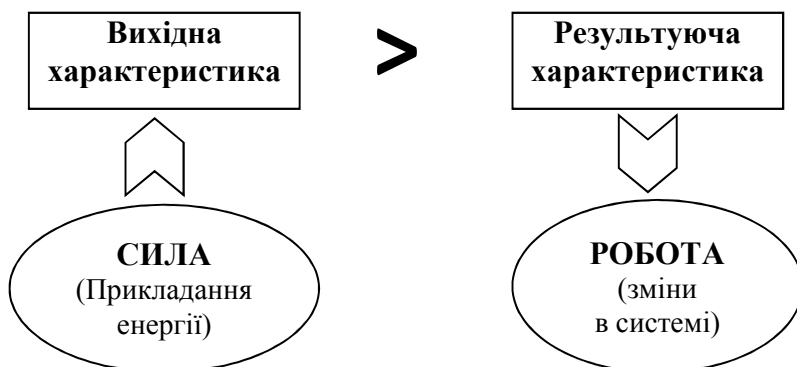 Вихідна
характеристика
>
Результуюча
характеристика
СИЛА
(Прикладання
енергії)
РОБОТА
(зміни
в системі)